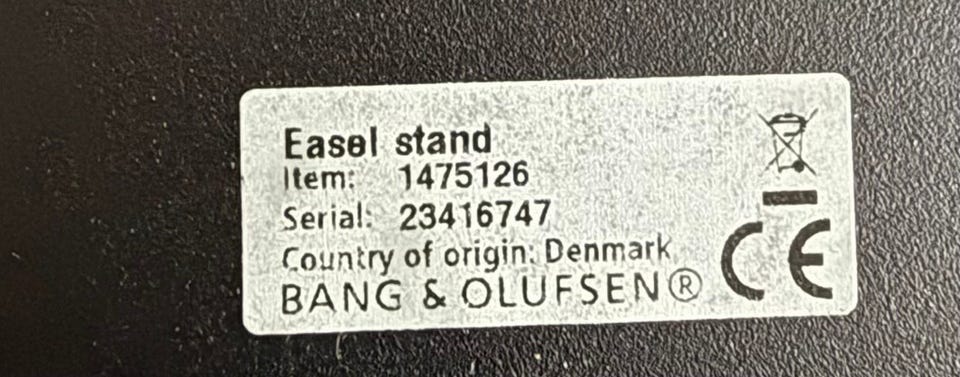 Easel stand
Item: 1475126
Serial: 23416747
Country of origin: Denmark
BANG & OLUFSEN®
CE